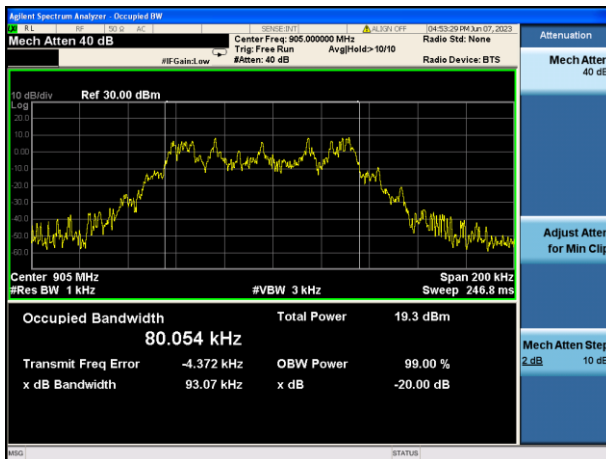 Agilent Spectrum Analyzer - Occupied BW
RL RF 50 Ω AC SENSE:INT ALIGN OFF 04:53:29 PM Jun 07, 2023
Mech Atten 40 dB
Center Freq: 905.000000 MHz
Radio Std: None
Trig: Free Run Avg|Hold:>10/10
#IFGain:Low #Atten: 40 dB Radio Device: BTS
Attenuation
Mech Atten
40 dB
10 dB/div Ref 30.00 dBm
Log
20.0
10.0
0.00
-10.0
-20.0
-30.0
-40.0
-50.0
-60.0
Center 905 MHz Span 200 kHz
#Res BW 1 kHz #VBW 3 kHz Sweep 246.8 ms
Adjust Atten
for Min Clip
Occupied Bandwidth Total Power 19.3 dBm
80.054 kHz
Transmit Freq Error -4.372 kHz OBW Power 99.00 %
x dB Bandwidth 93.07 kHz x dB -20.00 dB
Mech Atten Step
2 dB 10 dB
MSG STATUS